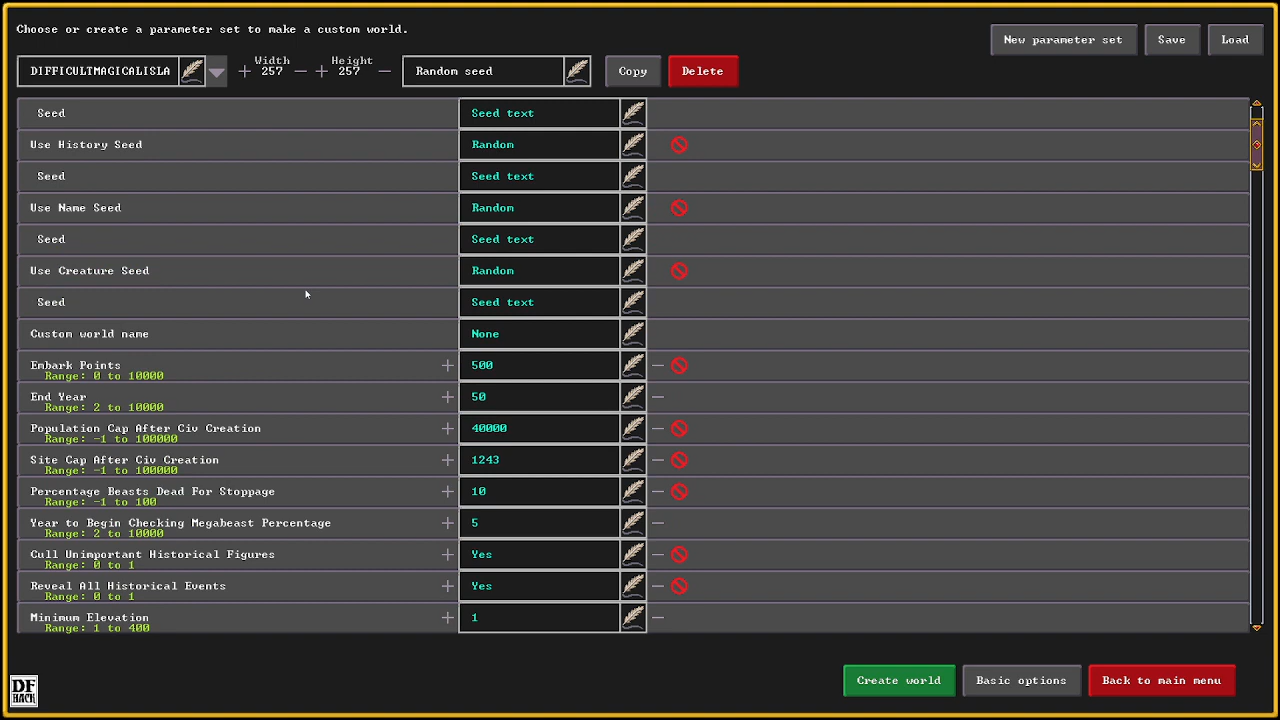 Choose or create a parameter set to make a custom world.
New parameter set Save Load
DIFFICULTMAGICALISLA Width 257 Height 257 Random seed Copy Delete
Seed Seed text
Use History Seed Random
Seed Seed text
Use Name Seed Random
Seed Seed text
Use Creature Seed Random
Seed Seed text
Custom world name None
Embark Points 500
Range: 0 to 10000
End Year 50
Range: 2 to 10000
Population Cap After Civ Creation 40000
Range: -1 to 100000
Site Cap After Civ Creation 1243
Range: -1 to 100000
Percentage Beasts Dead For Stoppage 10
Range: -1 to 100
Year to Begin Checking Megabeast Percentage 5
Range: 2 to 10000
Cull Unimportant Historical Figures Yes
Range: 0 to 1
Reveal All Historical Events Yes
Range: 0 to 1
Minimum Elevation 1
Range: 1 to 400
DF HACK
Create world Basic options Back to main menu